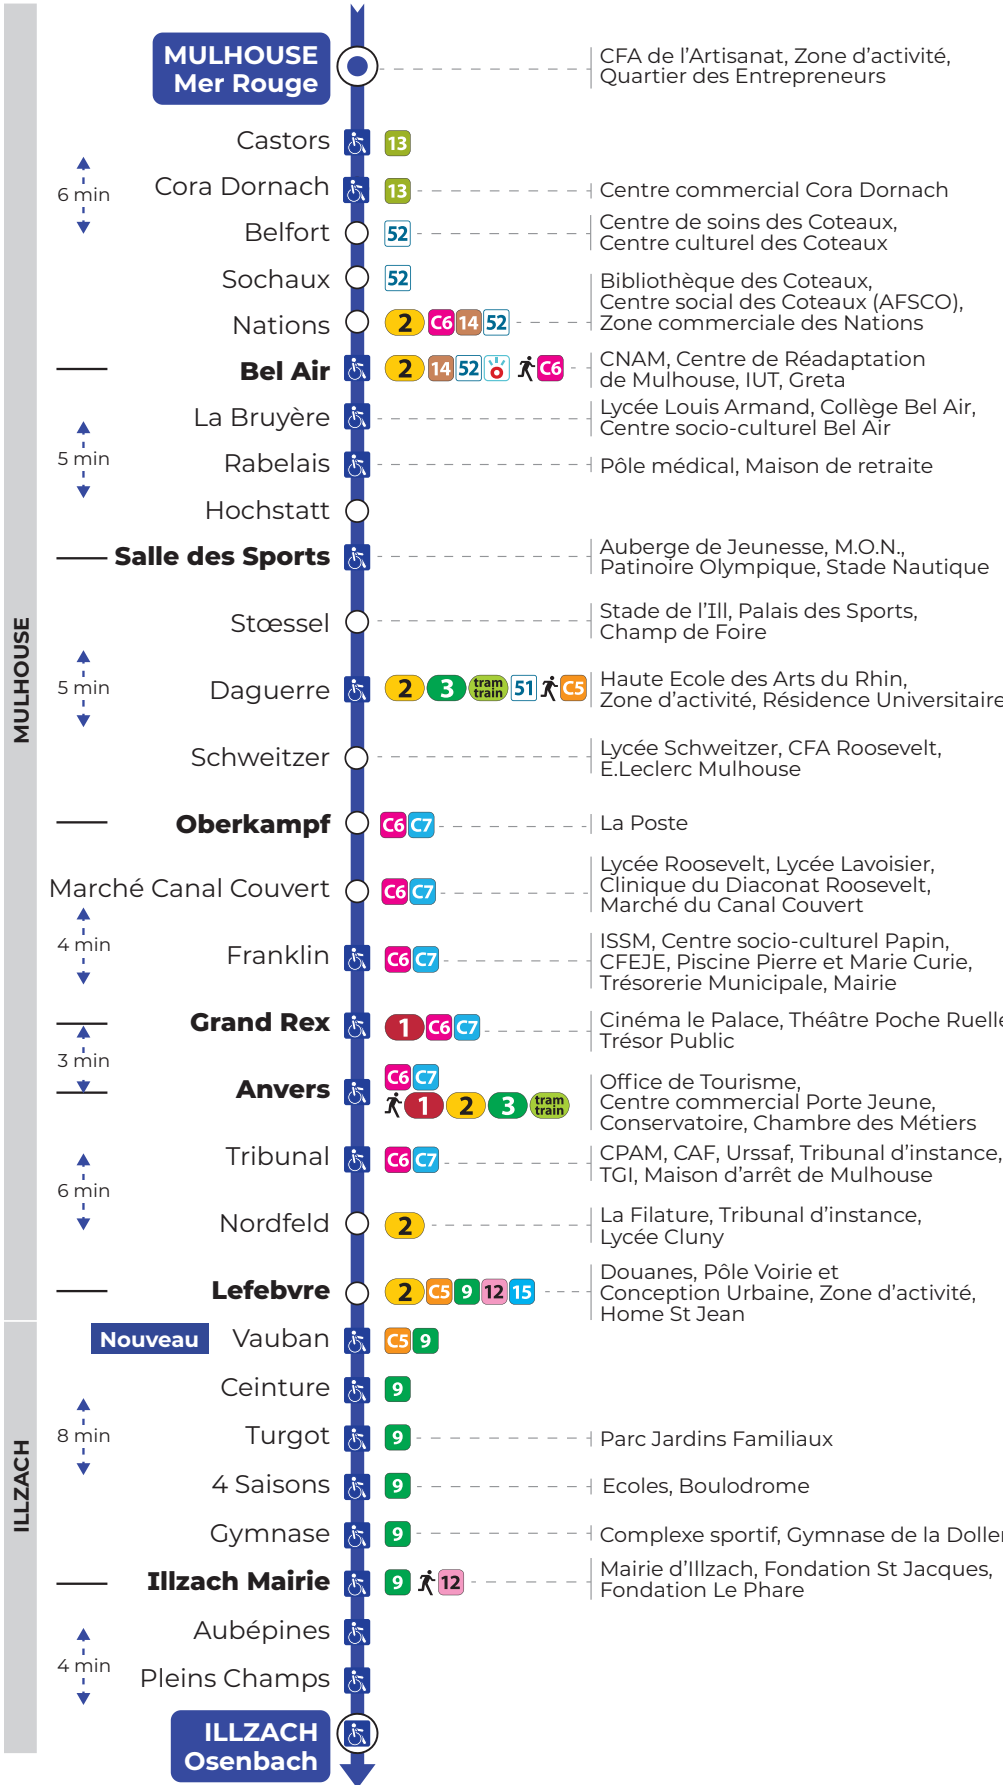 MULHOUSE
Mer Rouge
CFA de l'Artisanat, Zone d'activité,
Quartier des Entrepreneurs
Castors
13
6 min
Cora Dornach
13
Centre commercial Cora Dornach
Belfort
52
Centre de soins des Coteaux,
Centre culturel des Coteaux
Sochaux
52
Nations
2 C6 14 52
Bibliothèque des Coteaux,
Centre social des Coteaux (AFSCO),
Zone commerciale des Nations
Bel Air
2 14 52 C6
CNAM, Centre de Réadaptation
de Mulhouse, IUT, Greta
La Bruyère
Lycée Louis Armand, Collège Bel Air,
Centre socio-culturel Bel Air
5 min
Rabelais
Pôle médical, Maison de retraite
Hochstatt
Salle des Sports
Auberge de Jeunesse, M.O.N.,
Patinoire Olympique, Stade Nautique
MULHOUSE
Stœssel
Stade de l'Ill, Palais des Sports,
Champ de Foire
5 min
Daguerre
2 3 tram train 51 C5
Haute Ecole des Arts du Rhin,
Zone d'activité, Résidence Universitaire
Schweitzer
Lycée Schweitzer, CFA Roosevelt,
E.Leclerc Mulhouse
Oberkampf
C6 C7
La Poste
Marché Canal Couvert
C6 C7
Lycée Roosevelt, Lycée Lavoisier,
Clinique du Diaconat Roosevelt,
Marché du Canal Couvert
4 min
Franklin
C6 C7
ISSM, Centre socio-culturel Papin,
CFEJE, Piscine Pierre et Marie Curie,
Trésorerie Municipale, Mairie
Grand Rex
1 C6 C7
Cinéma le Palace, Théâtre Poche Ruelle
Trésor Public
3 min
Anvers
C6 C7
1 2 3 tram train
Office de Tourisme,
Centre commercial Porte Jeune,
Conservatoire, Chambre des Métiers
Tribunal
C6 C7
CPAM, CAF, Urssaf, Tribunal d'instance,
TGI, Maison d'arrêt de Mulhouse
6 min
Nordfeld
2
La Filature, Tribunal d'instance,
Lycée Cluny
Lefebvre
2 C5 9 12 15
Douanes, Pôle Voirie et
Conception Urbaine, Zone d'activité,
Home St Jean
Nouveau
Vauban
C5 9
Ceinture
9
8 min
ILLZACH
Turgot
9
Parc Jardins Familiaux
4 Saisons
9
Ecoles, Boulodrome
Gymnase
9
Complexe sportif, Gymnase de la Doller
Illzach Mairie
9 12
Mairie d'Illzach, Fondation St Jacques,
Fondation Le Phare
Aubépines
4 min
Pleins Champs
ILLZACH
Osenbach